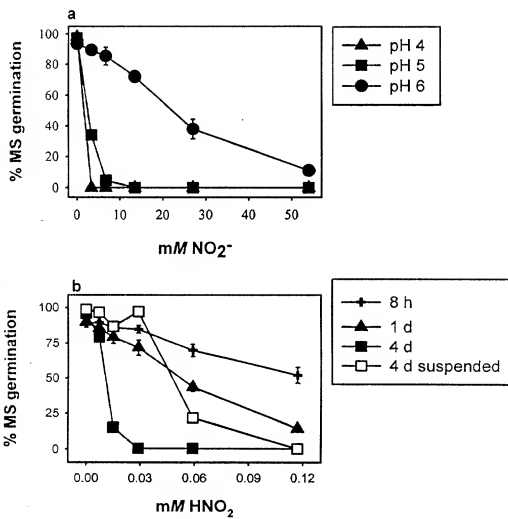 a
% MS germination
100
80
60
40
20
0
0 10 20 30 40 50
mM NO2-
pH 4
pH 5
pH 6
b
% MS germination
100
75
50
25
0
0.00 0.03 0.06 0.09 0.12
mM HNO2
8 h
1 d
4 d
4 d suspended